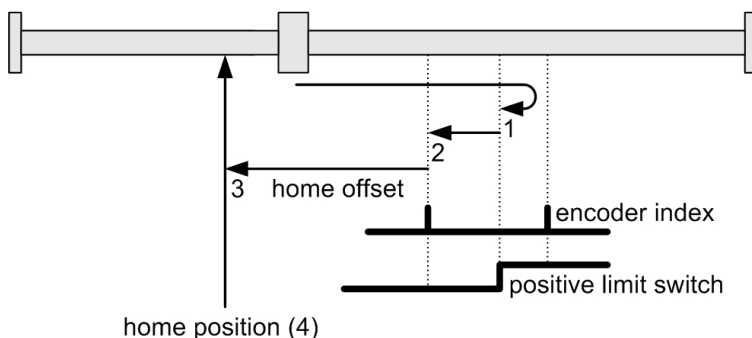 1
2
3 home offset
encoder index
positive limit switch
home position (4)